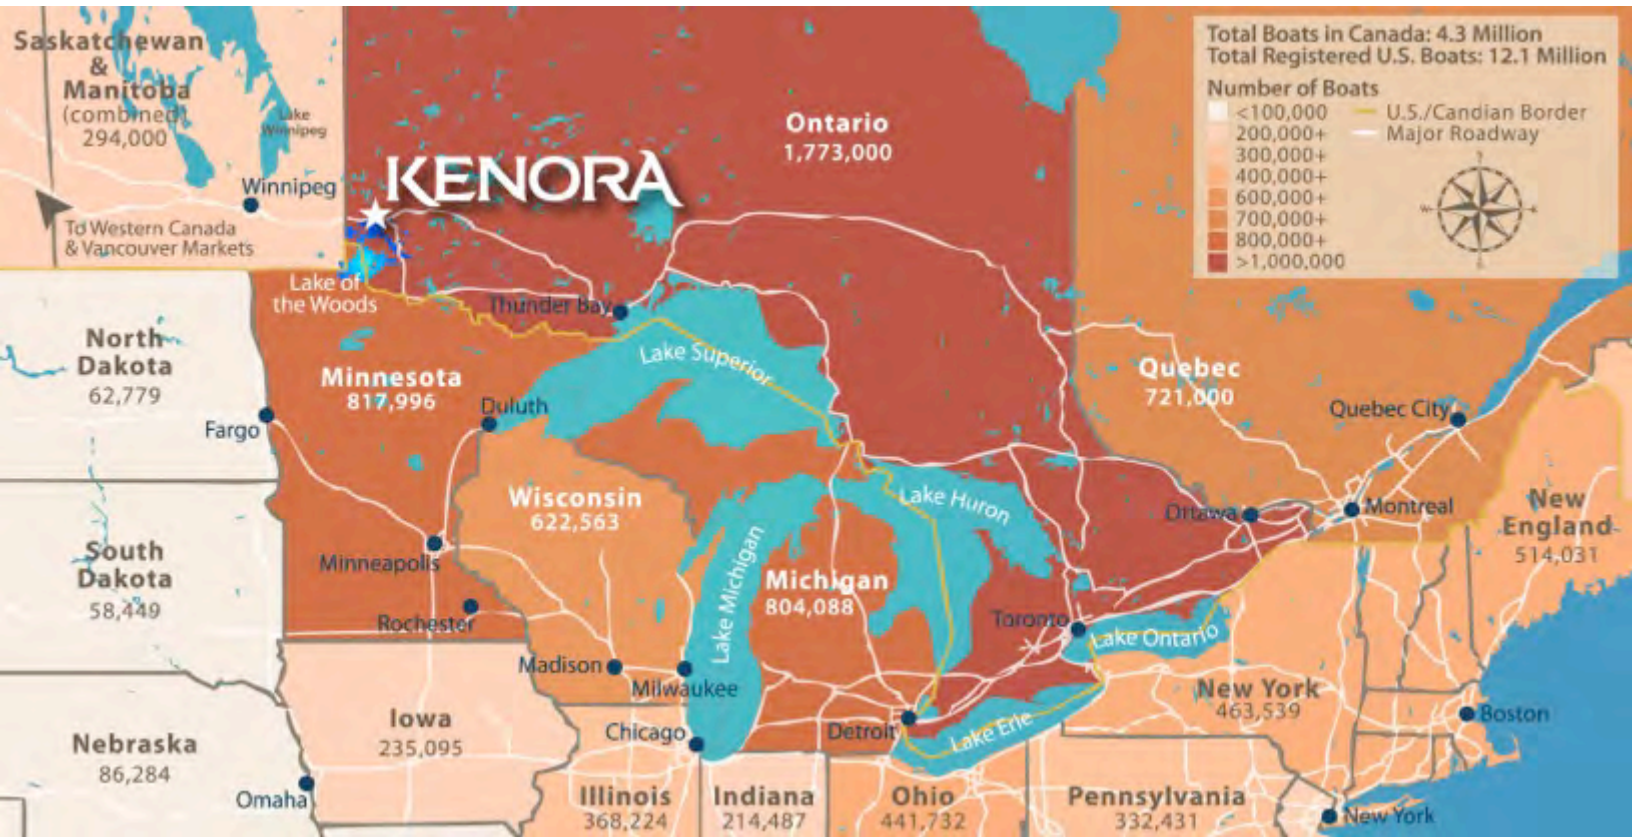 Saskatchewan
&
Manitoba
(combined)
294,000
Lake
Winnipeg
Winnipeg
To Western Canada
& Vancouver Markets
KENORA
Lake of
the Woods
Ontario
1,773,000
Thunder Bay
Lake Superior
Total Boats in Canada: 4.3 Million
Total Registered U.S. Boats: 12.1 Million
Number of Boats
<100,000
200,000+
300,000+
400,000+
600,000+
700,000+
800,000+
>1,000,000
U.S./Candian Border
Major Roadway
North
Dakota
62,779
Fargo
Minnesota
817,996
Duluth
Quebec
721,000
Quebec City
Montreal
Ottawa
New
England
514,031
South
Dakota
58,449
Minneapolis
Rochester
Wisconsin
622,563
Madison
Milwaukee
Lake Michigan
Michigan
804,088
Lake Huron
Toronto
Lake Ontario
Detroit
Lake Erie
New York
463,539
Boston
Nebraska
86,284
Omaha
Iowa
235,095
Chicago
Illinois
368,224
Indiana
214,487
Ohio
441,732
Pennsylvania
332,431
New York